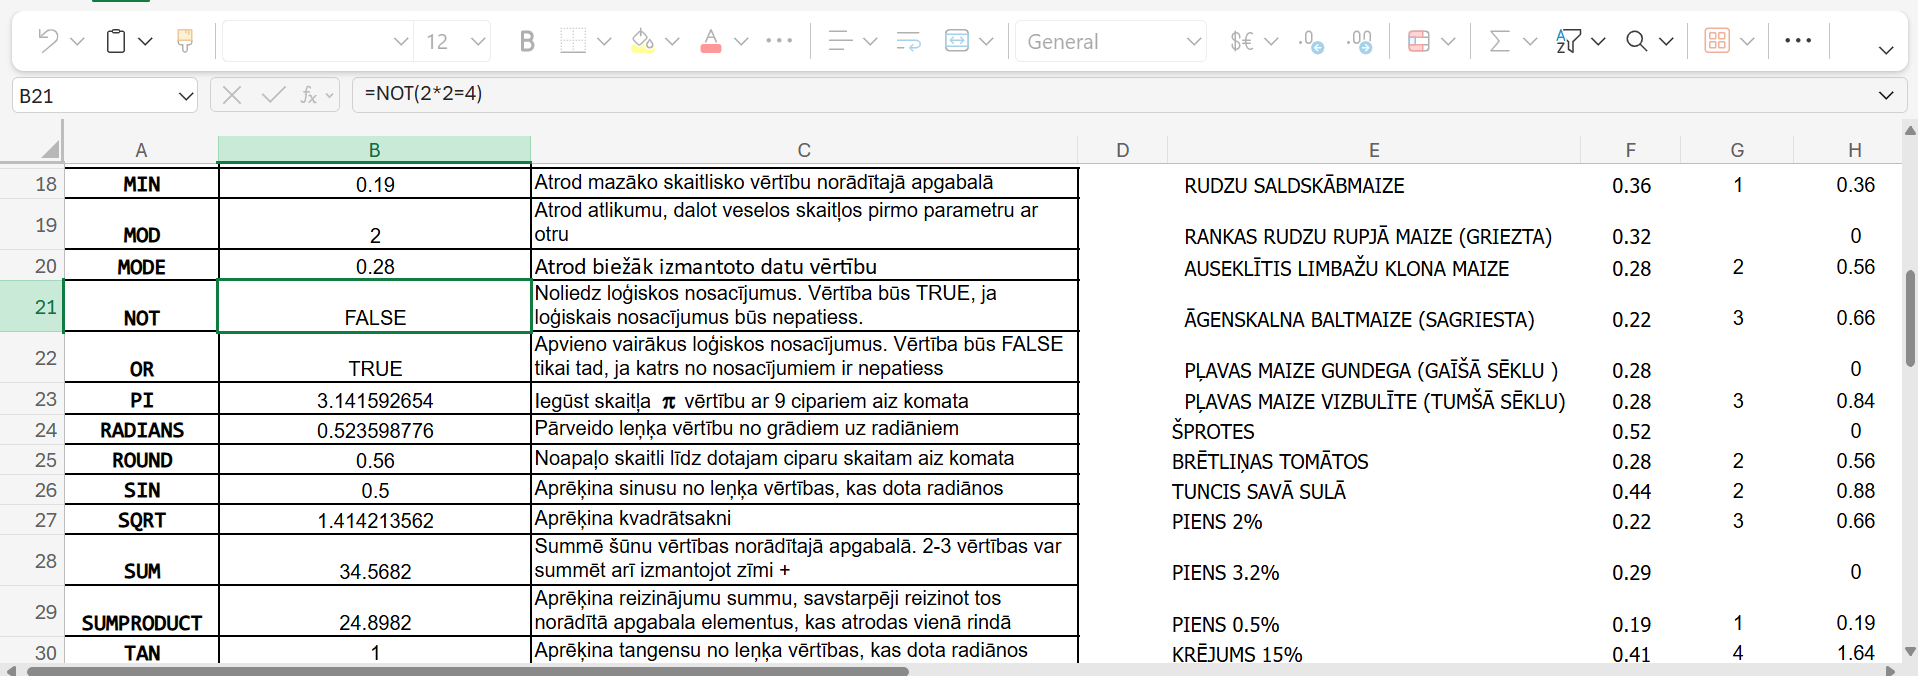 12 B A General $€
B21 fx =NOT(2*2=4)
A B C D E F G H
18 MIN 0.19 Atrod mazāko skaitlisko vērtību norādītajā apgabalā RUDZU SALDSKĀBMAIZE 0.36 1 0.36
Atrod atlikumu, dalot veselos skaitļos pirmo parametru ar
19 MOD 2 otru RANKAS RUDZU RUPJĀ MAIZE (GRIEZTA) 0.32 0
20 MODE 0.28 Atrod biežāk izmantoto datu vērtību AUSEKLĪTIS LIMBAŽU KLONA MAIZE 0.28 2 0.56
Noliedz loģiskos nosacījumus. Vērtība būs TRUE, ja
21 NOT FALSE loģiskais nosacījumus būs nepatiess. ĀGENSKALNA BALTMAIZE (SAGRIESTA) 0.22 3 0.66
Apvieno vairākus loģiskos nosacījumus. Vērtība būs FALSE
22 OR TRUE tikai tad, ja katrs no nosacījumiem ir nepatiess PĻAVAS MAIZE GUNDEGA (GAĪŠĀ SĒKLU ) 0.28 0
23 PI 3.141592654 Iegūst skaitļa π vērtību ar 9 cipariem aiz komata PĻAVAS MAIZE VIZBULĪTE (TUMŠĀ SĒKLU) 0.28 3 0.84
24 RADIANS 0.523598776 Pārveido leņķa vērtību no grādiem uz radiāniem ŠPROTES 0.52 0
25 ROUND 0.56 Noapaļo skaitli līdz dotajam ciparu skaitam aiz komata BRĒTLIŅAS TOMĀTOS 0.28 2 0.56
26 SIN 0.5 Aprēķina sinusu no leņķa vērtības, kas dota radiānos TUNCIS SAVĀ SULĀ 0.44 2 0.88
27 SQRT 1.414213562 Aprēķina kvadrātsakni PIENS 2% 0.22 3 0.66
Summē šūnu vērtības norādītajā apgabalā. 2-3 vērtības var
28 SUM 34.5682 summēt arī izmantojot zīmi + PIENS 3.2% 0.29 0
Aprēķina reizinājumu summu, savstarpēji reizinot tos
29 SUMPRODUCT 24.8982 norādītā apgabala elementus, kas atrodas vienā rindā PIENS 0.5% 0.19 1 0.19
30 TAN 1 Aprēķina tangensu no leņķa vērtības, kas dota radiānos KRĒJUMS 15% 0.41 4 1.64